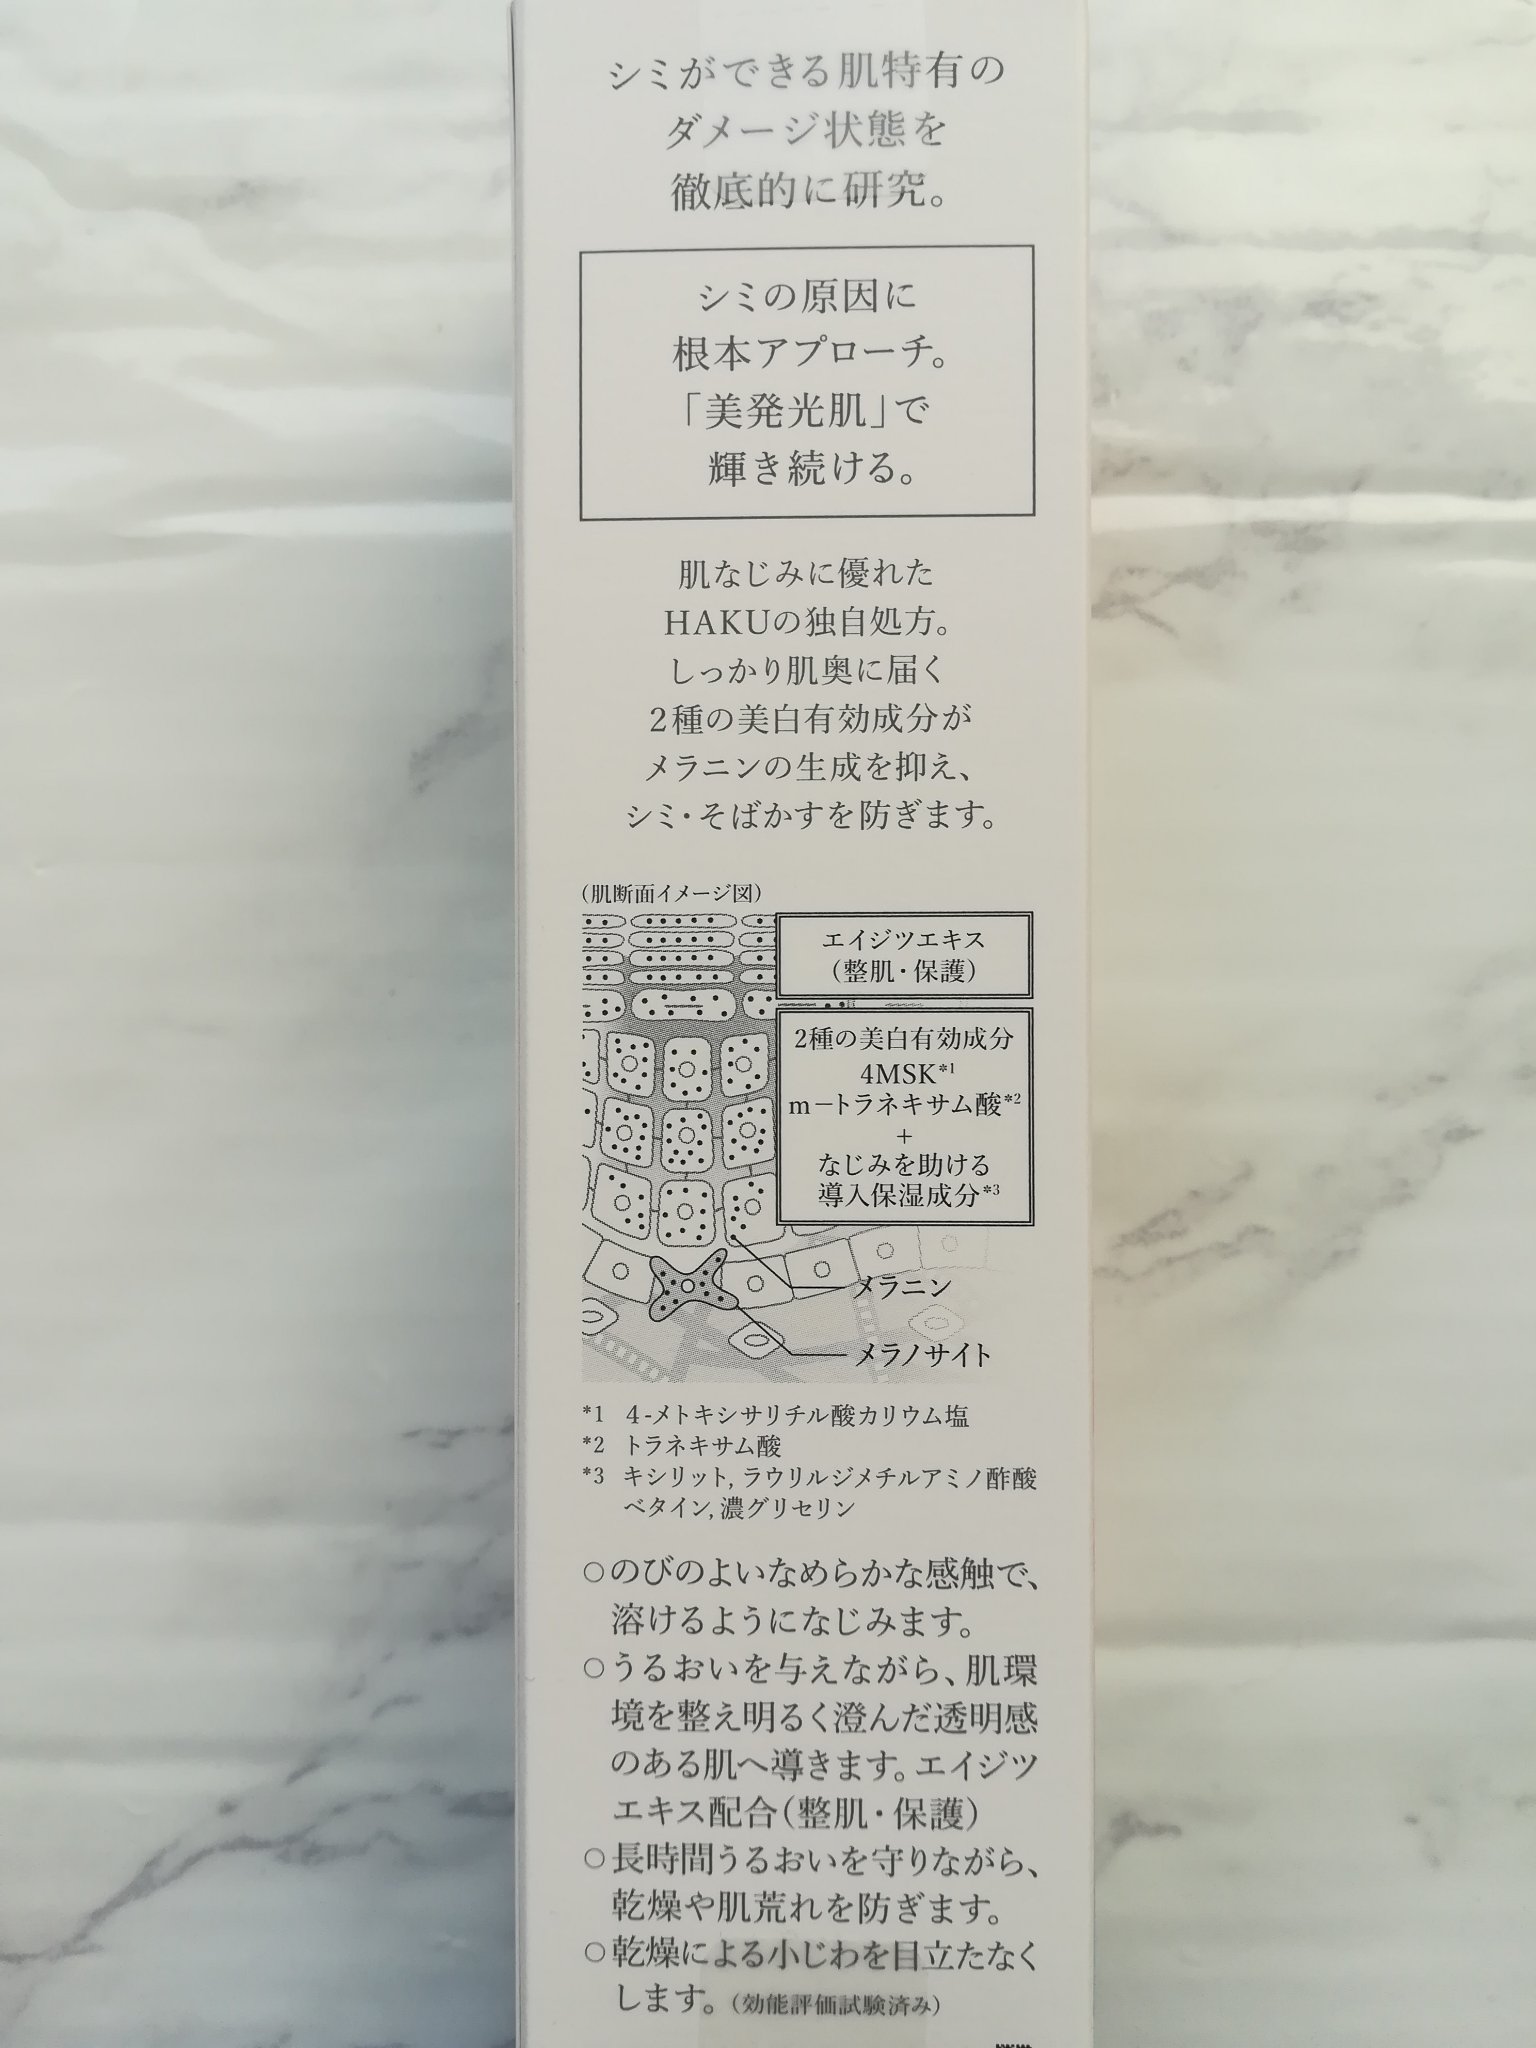 シミができる肌特有の
ダメージ状態を
徹底的に研究。
シミの原因に
根本アプローチ。
「美発光肌」で
輝き続ける。
肌なじみに優れた
HAKUの独自処方。
しっかり肌奥に届く
2種の美白有効成分が
メラニンの生成を抑え、
シミ・そばかすを防ぎます。
(肌断面イメージ図)
エイジツエキス
(整肌・保護)
2種の美白有効成分
4MSK*1
m－トラネキサム酸*2
+
なじみを助ける
導入保湿成分*3
メラニン
メラノサイト
*1 4-メトキシサリチル酸カリウム塩
*2 トラネキサム酸
*3 キシリット, ラウリルジメチルアミノ酢酸
ベタイン, 濃グリセリン
○のびのよいなめらかな感触で、
溶けるようになじみます。
○うるおいを与えながら、肌環
境を整え明るく澄んだ透明感
のある肌へ導きます。エイジツ
エキス配合(整肌・保護)
○長時間うるおいを守りながら、
乾燥や肌荒れを防ぎます。
○乾燥による小じわを目立たなく
します。(効能評価試験済み)